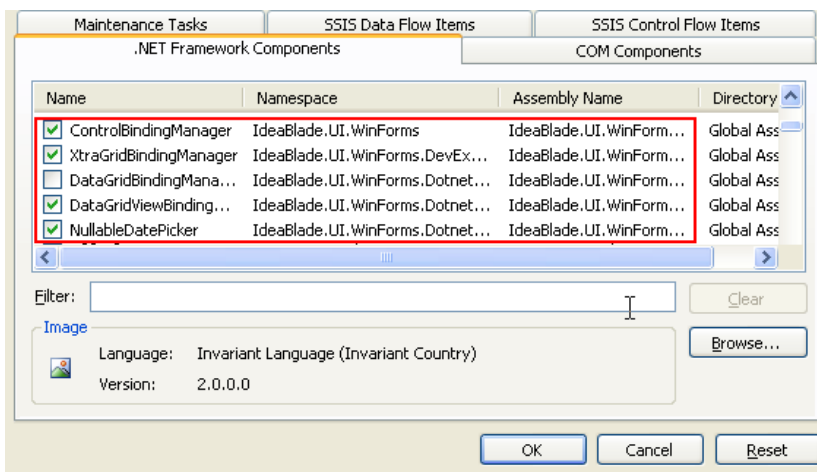 Maintenance Tasks SSIS Data Flow Items SSIS Control Flow Items
.NET Framework Components COM Components
Name Namespace Assembly Name Directory
ControlBindingManager IdeaBlade.UI.WinForms IdeaBlade.UI.WinForm... Global Ass
XtraGridBindingManager IdeaBlade.UI.WinForms.DevEx... IdeaBlade.UI.WinForm... Global Ass
DataGridBindingMana... IdeaBlade.UI.WinForms.Dotnet... IdeaBlade.UI.WinForm... Global Ass
DataGridViewBinding... IdeaBlade.UI.WinForms.Dotnet... IdeaBlade.UI.WinForm... Global Ass
NullableDatePicker IdeaBlade.UI.WinForms.Dotnet... IdeaBlade.UI.WinForm... Global Ass
Filter: Clear
Image
Browse...
Language: Invariant Language (Invariant Country)
Version: 2.0.0.0
OK Cancel Reset